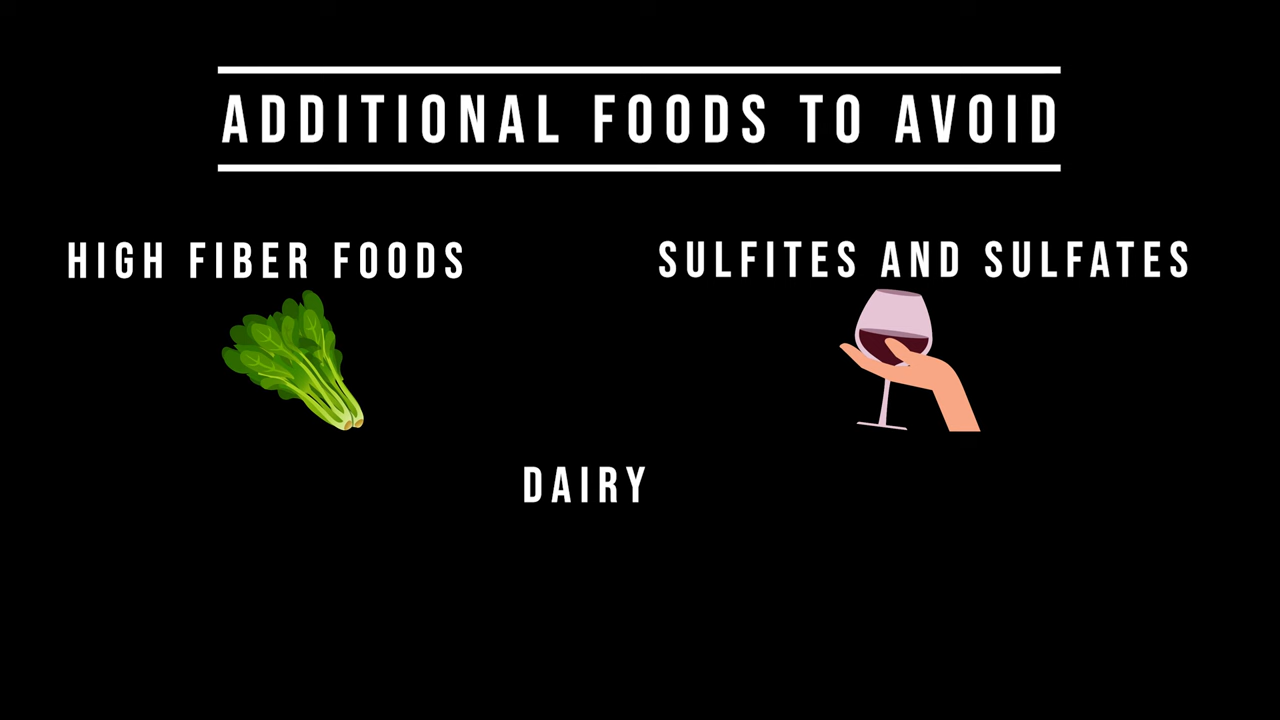 ADDITIONAL FOODS TO AVOID
HIGH FIBER FOODS
SULFITES AND SULFATES
DAIRY